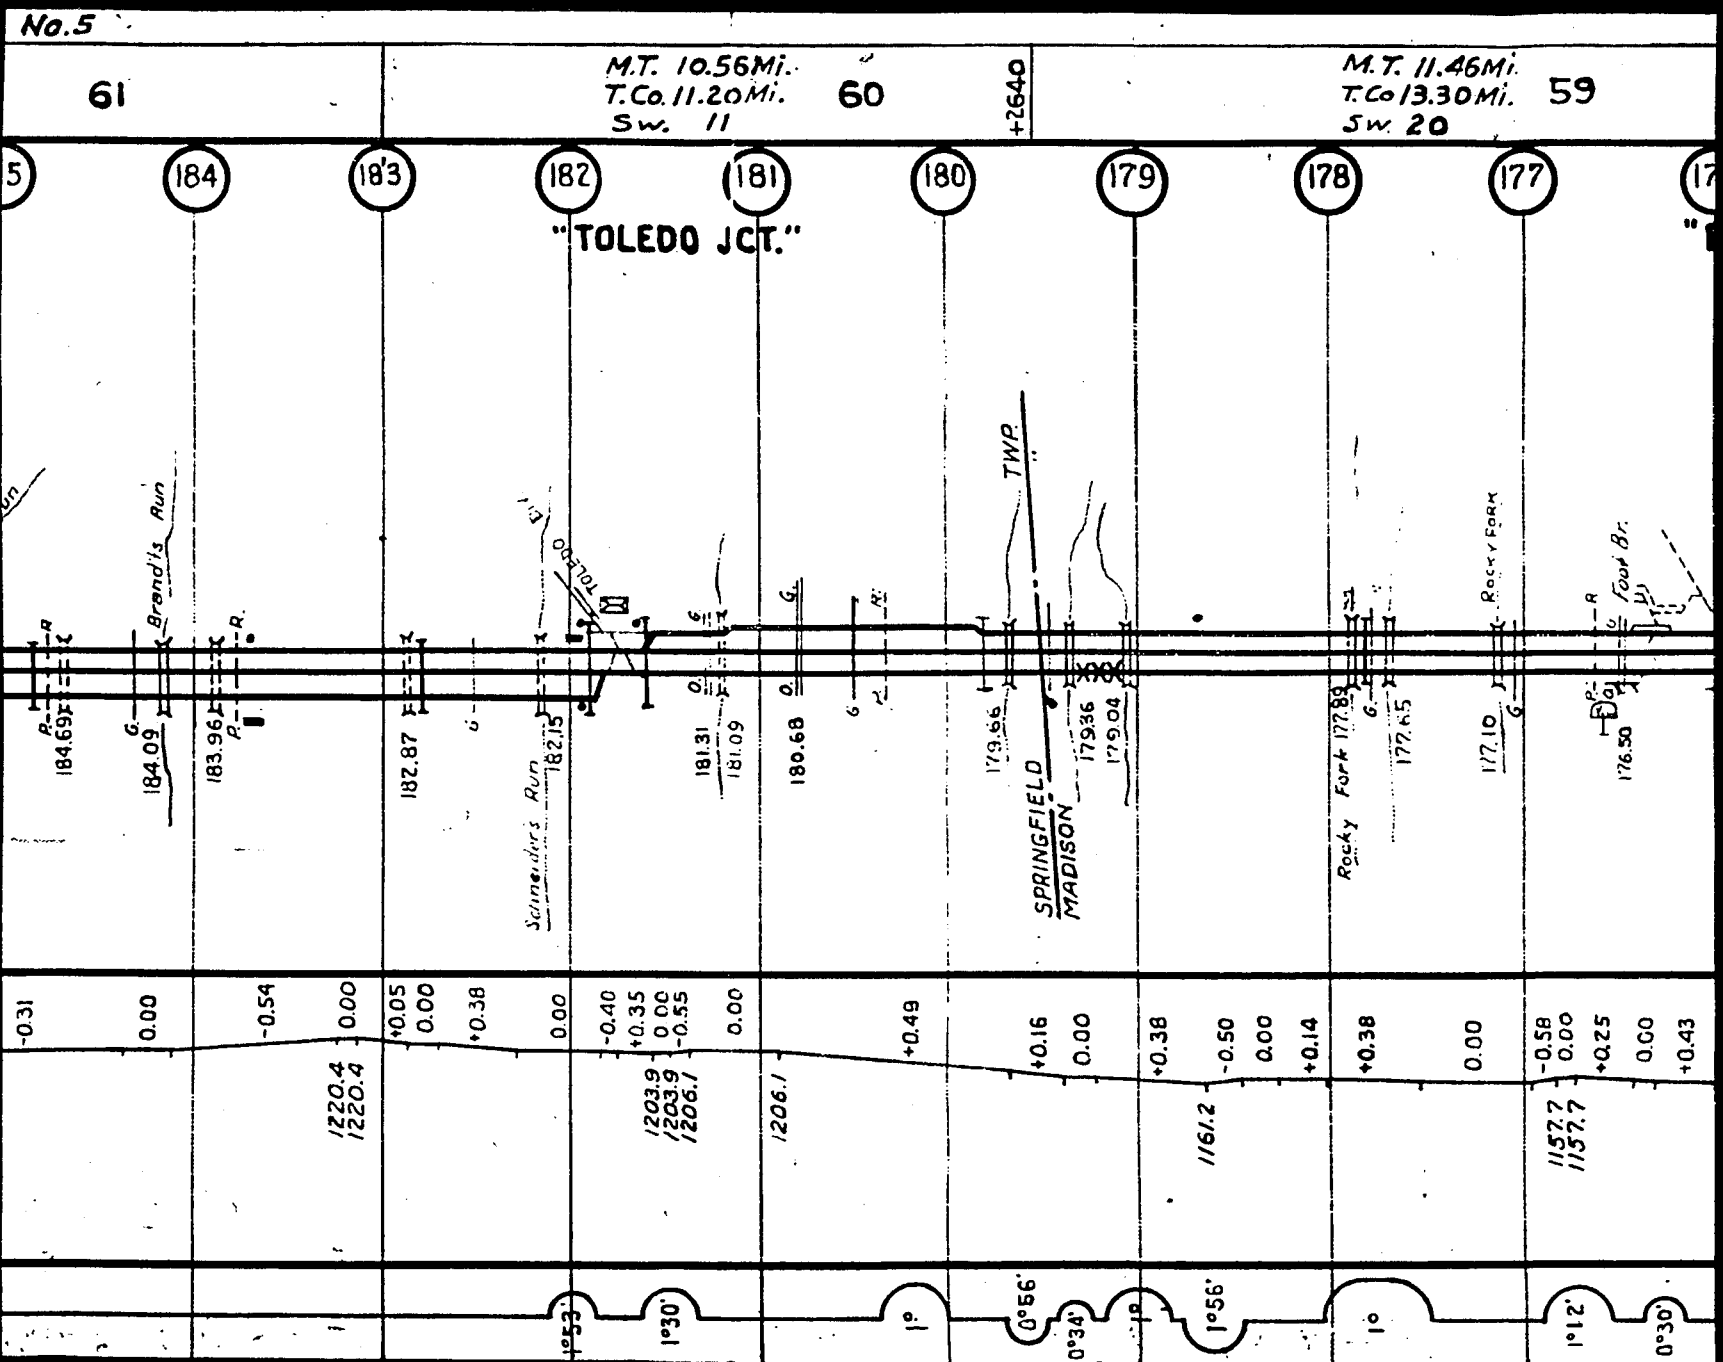 No.5
61
M.T. 10.56Mi.
T.Co. 11.20Mi.
Sw. 11
60
+2640
M.T. 11.46Mi.
T.Co 13.30Mi.
SW. 20
59
5
184
183
182
181
180
179
178
177
17
"TOLEDO JCT."
"
un
Brandt's Run
TOLEDO
TWP.
ROCKY FORK
Foot Br.
R
R.
G.
G.
R.
R
P.
184.69
G.
184.09
183.96
P.
182.87
G
Schneider's Run
182.15
O.
181.31
181.09
O.
180.68
G
179.66
SPRINGFIELD
MADISON
179.36
179.04
Rocky Fork 177.89
G.
177.65
177.10
G
P.
176.50
-0.31
0.00
-0.54
0.00
+0.05
0.00
+0.38
0.00
-0.40
+0.35
0.00
-0.55
0.00
+0.49
+0.16
0.00
+0.38
-0.50
0.00
+0.14
+0.38
0.00
-0.58
0.00
+0.25
0.00
+0.43
1220.4
1220.4
1203.9
1203.9
1206.1
1206.1
1161.2
1157.7
1157.7
1°53'
1°30'
1°
0°56'
0°34'
1°
1°56'
1°
1°12'
0°30'